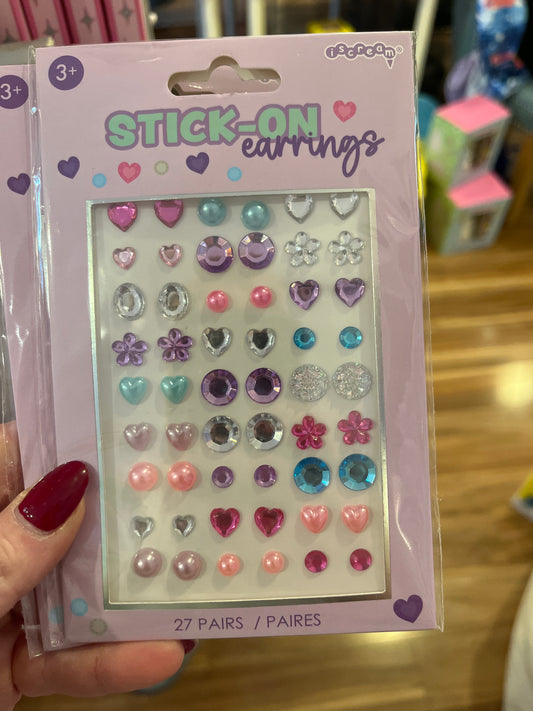 3+
3+
iscream®
STICK-ON
earrings
27 PAIRS / PAIRES